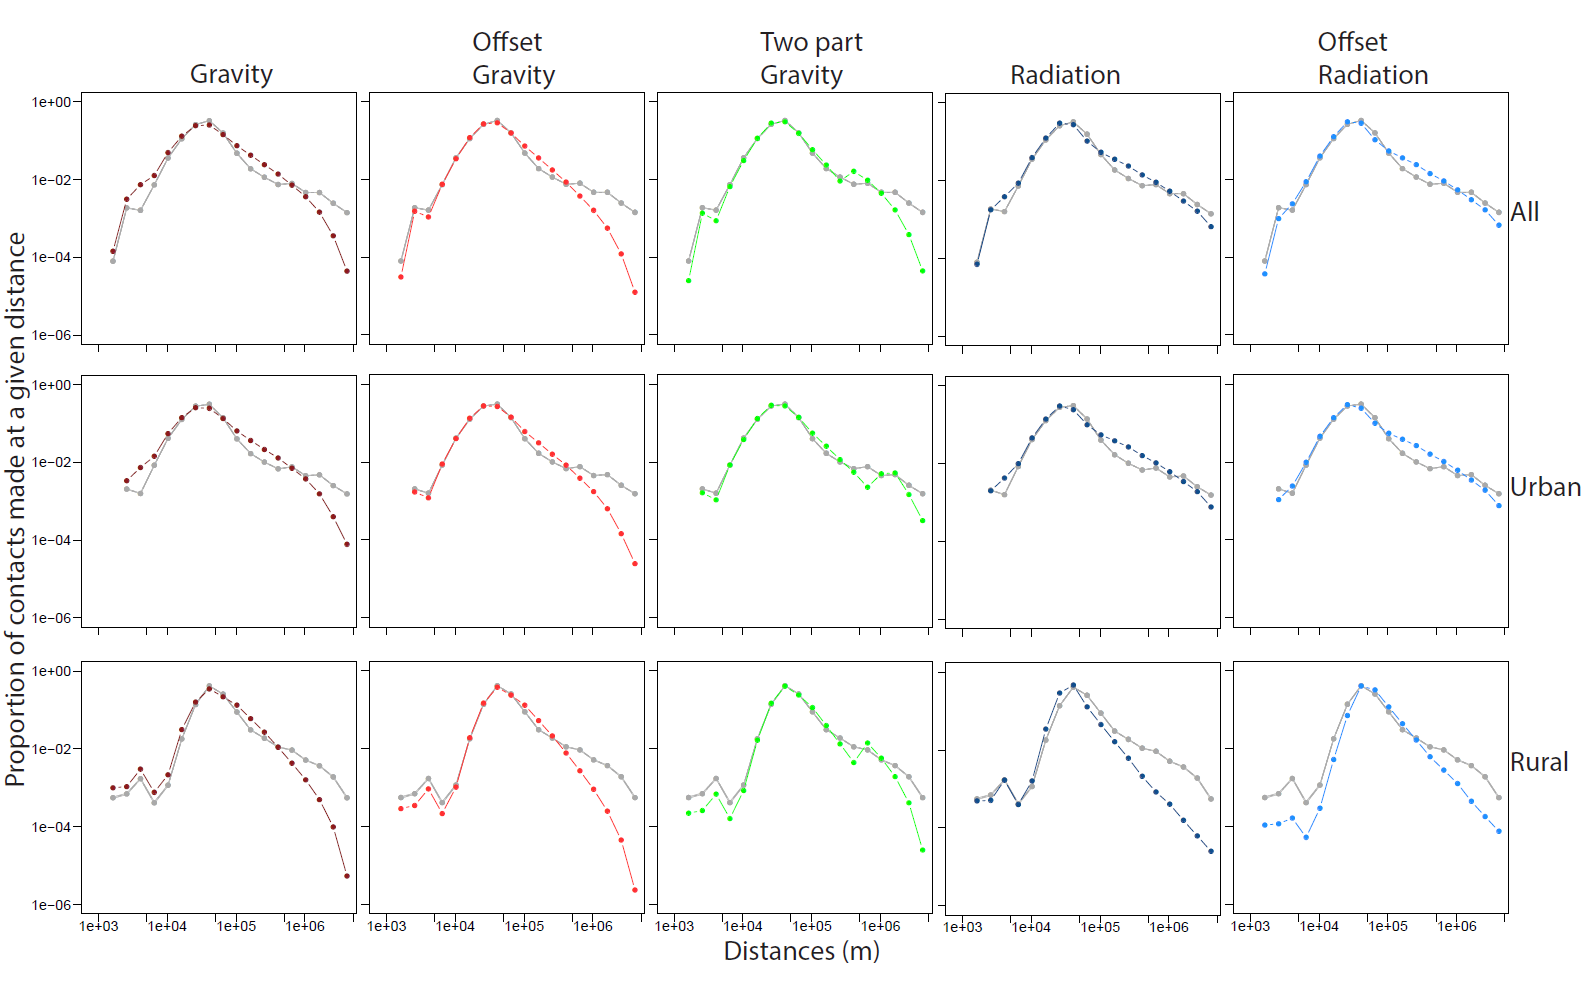 Offset
Two part
Offset
Gravity
Gravity
Gravity
Radiation
Radiation
1e+00
1e−02
1e−04
1e−06
All
1e+00
1e−02
1e−04
1e−06
Urban
1e+00
1e−02
1e−04
1e−06
Rural
Proportion of contacts made at a given distance
1e+03 1e+04 1e+05 1e+06 1e+03 1e+04 1e+05 1e+06 1e+03 1e+04 1e+05 1e+06 1e+03 1e+04 1e+05 1e+06 1e+03 1e+04 1e+05 1e+06
Distances (m)